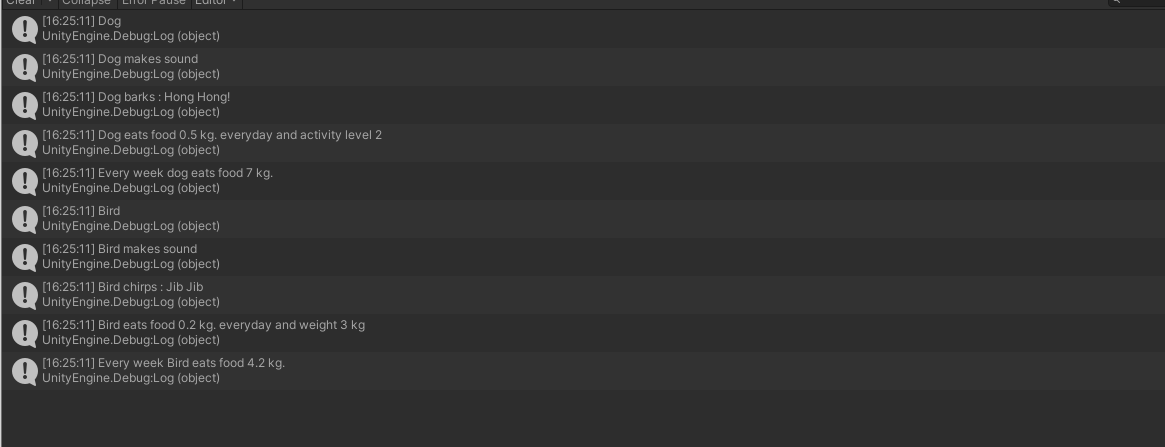 Clear Collapse Error Pause Editor
[16:25:11] Dog
UnityEngine.Debug:Log (object)
[16:25:11] Dog makes sound
UnityEngine.Debug:Log (object)
[16:25:11] Dog barks : Hong Hong!
UnityEngine.Debug:Log (object)
[16:25:11] Dog eats food 0.5 kg. everyday and activity level 2
UnityEngine.Debug:Log (object)
[16:25:11] Every week dog eats food 7 kg.
UnityEngine.Debug:Log (object)
[16:25:11] Bird
UnityEngine.Debug:Log (object)
[16:25:11] Bird makes sound
UnityEngine.Debug:Log (object)
[16:25:11] Bird chirps : Jib Jib
UnityEngine.Debug:Log (object)
[16:25:11] Bird eats food 0.2 kg. everyday and weight 3 kg
UnityEngine.Debug:Log (object)
[16:25:11] Every week Bird eats food 4.2 kg.
UnityEngine.Debug:Log (object)